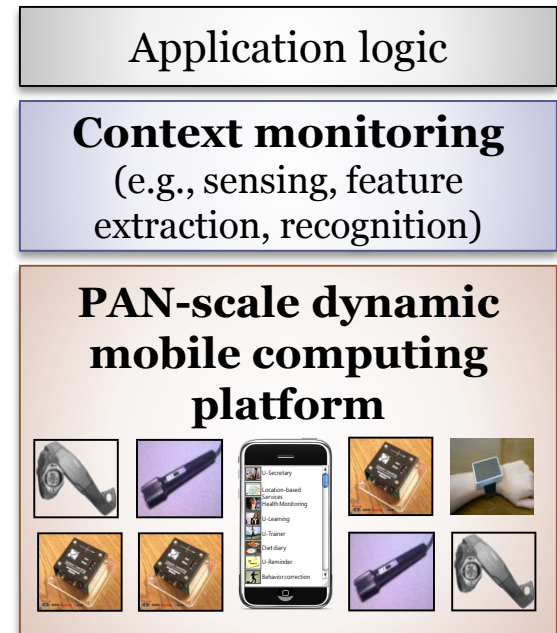 Application logic
Context monitoring
(e.g., sensing, feature
extraction, recognition)
PAN-scale dynamic
mobile computing
platform
U-Secretary
Location-based
Services
Health Monitoring
U-Learning
U-Trainer
Diet diary
U-Reminder
Behavior correction